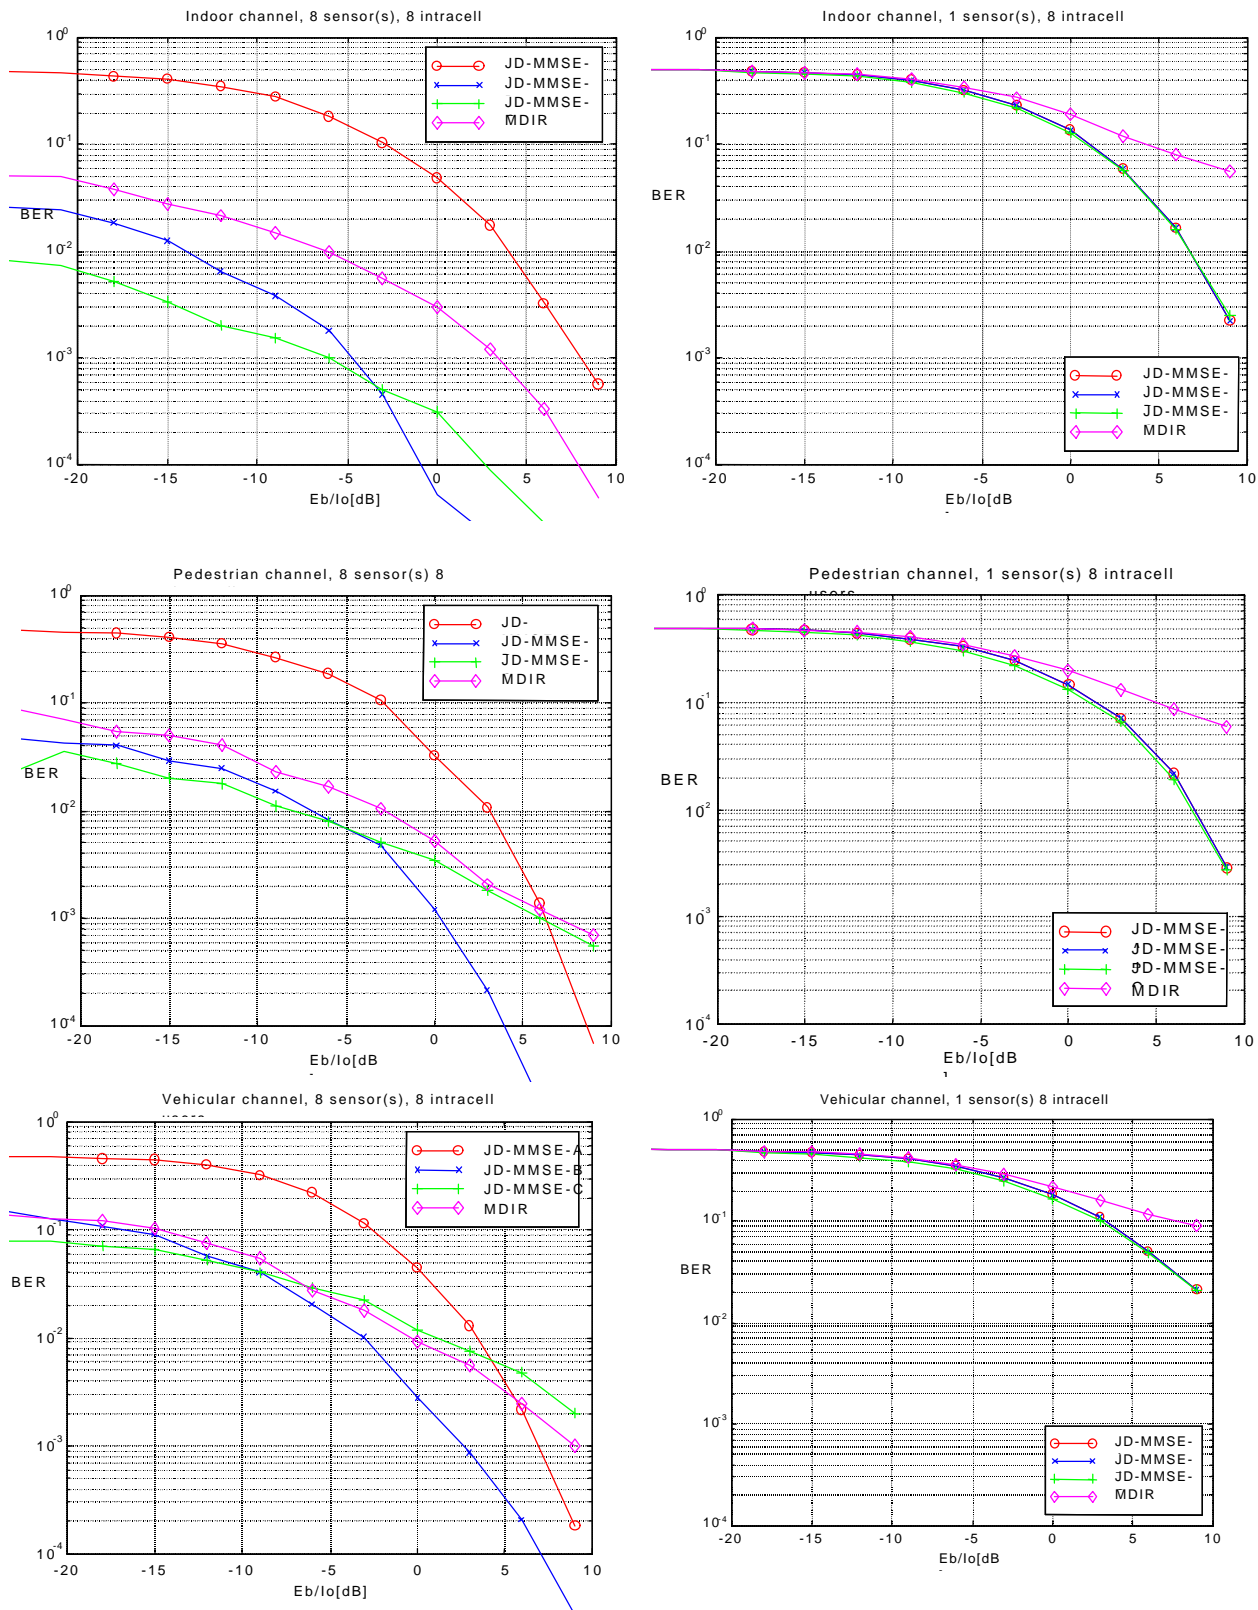 Indoor channel, 8 sensor(s), 8 intracell
10^0
10^-1
10^-2
10^-3
10^-4
BER
JD-MMSE-
JD-MMSE-
JD-MMSE-
MDIR
-20 -15 -10 -5 0 5 10
Eb/Io[dB]
Indoor channel, 1 sensor(s), 8 intracell
10^0
10^-1
10^-2
10^-3
10^-4
BER
JD-MMSE-
JD-MMSE-
JD-MMSE-
MDIR
-20 -15 -10 -5 0 5 10
Eb/Io[dB
Pedestrian channel, 8 sensor(s) 8
10^0
10^-1
10^-2
10^-3
10^-4
BER
JD-
JD-MMSE-
JD-MMSE-
MDIR
-20 -15 -10 -5 0 5 10
Eb/Io[dB
Pedestrian channel, 1 sensor(s) 8 intracell
10^0
10^-1
10^-2
10^-3
10^-4
BER
JD-MMSE-
JD-MMSE-
JD-MMSE-
MDIR
-20 -15 -10 -5 0 5 10
Eb/Io[dB
Vehicular channel, 8 sensor(s), 8 intracell
10^0
10^-1
10^-2
10^-3
10^-4
BER
JD-MMSE-A
JD-MMSE-B
JD-MMSE-C
MDIR
-20 -15 -10 -5 0 5 10
Eb/Io[dB]
Vehicular channel, 1 sensor(s) 8 intracell
10^0
10^-1
10^-2
10^-3
10^-4
BER
JD-MMSE-
JD-MMSE-
JD-MMSE-
MDIR
-20 -15 -10 -5 0 5 10
Eb/Io[dB